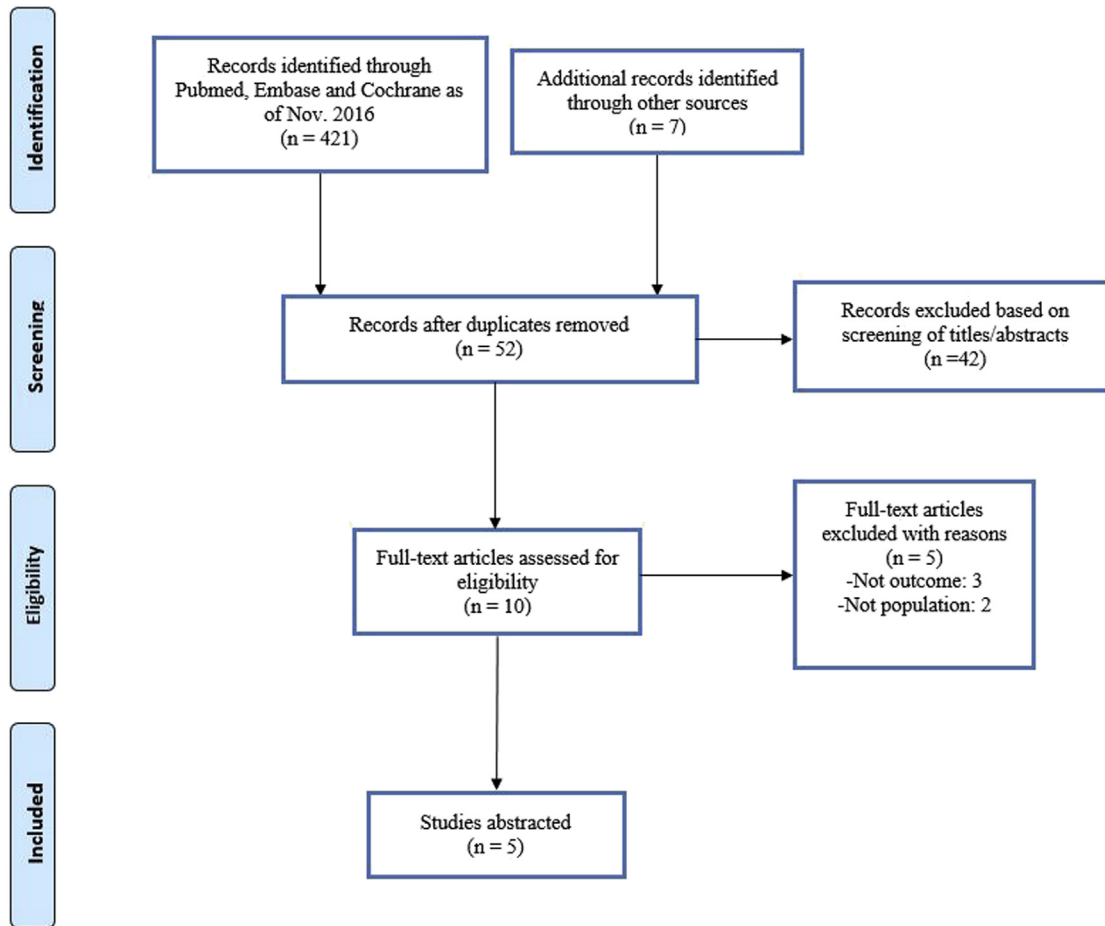 Identification
Records identified through
Pubmed, Embase and Cochrane as
of Nov. 2016
(n = 421)
Additional records identified
through other sources
(n = 7)
Screening
Records after duplicates removed
(n = 52)
Records excluded based on
screening of titles/abstracts
(n =42)
Eligibility
Full-text articles assessed for
eligibility
(n = 10)
Full-text articles
excluded with reasons
(n = 5)
-Not outcome: 3
-Not population: 2
Included
Studies abstracted
(n = 5)